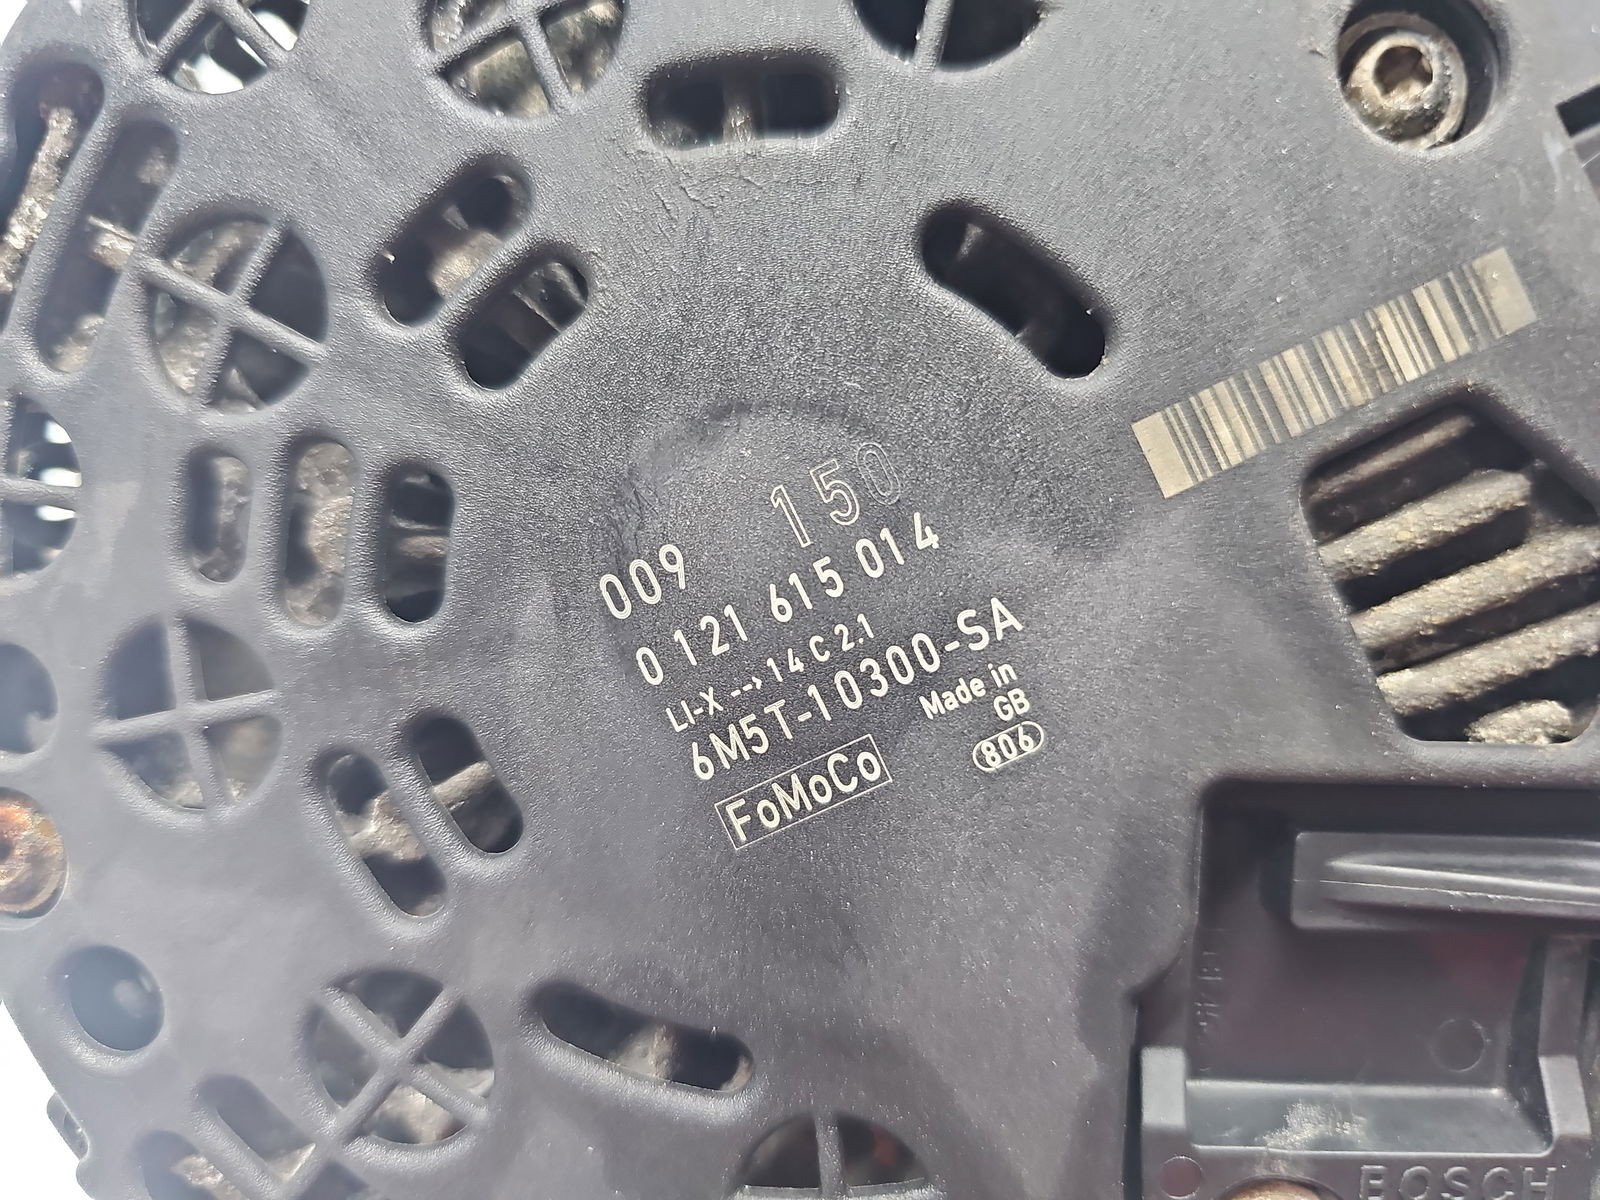 150
009
0 121 615 014
LI-X --> 14 C 2.1
6M5T-10300-SA
Made in
GB
806
FoMoCo
BOSCH